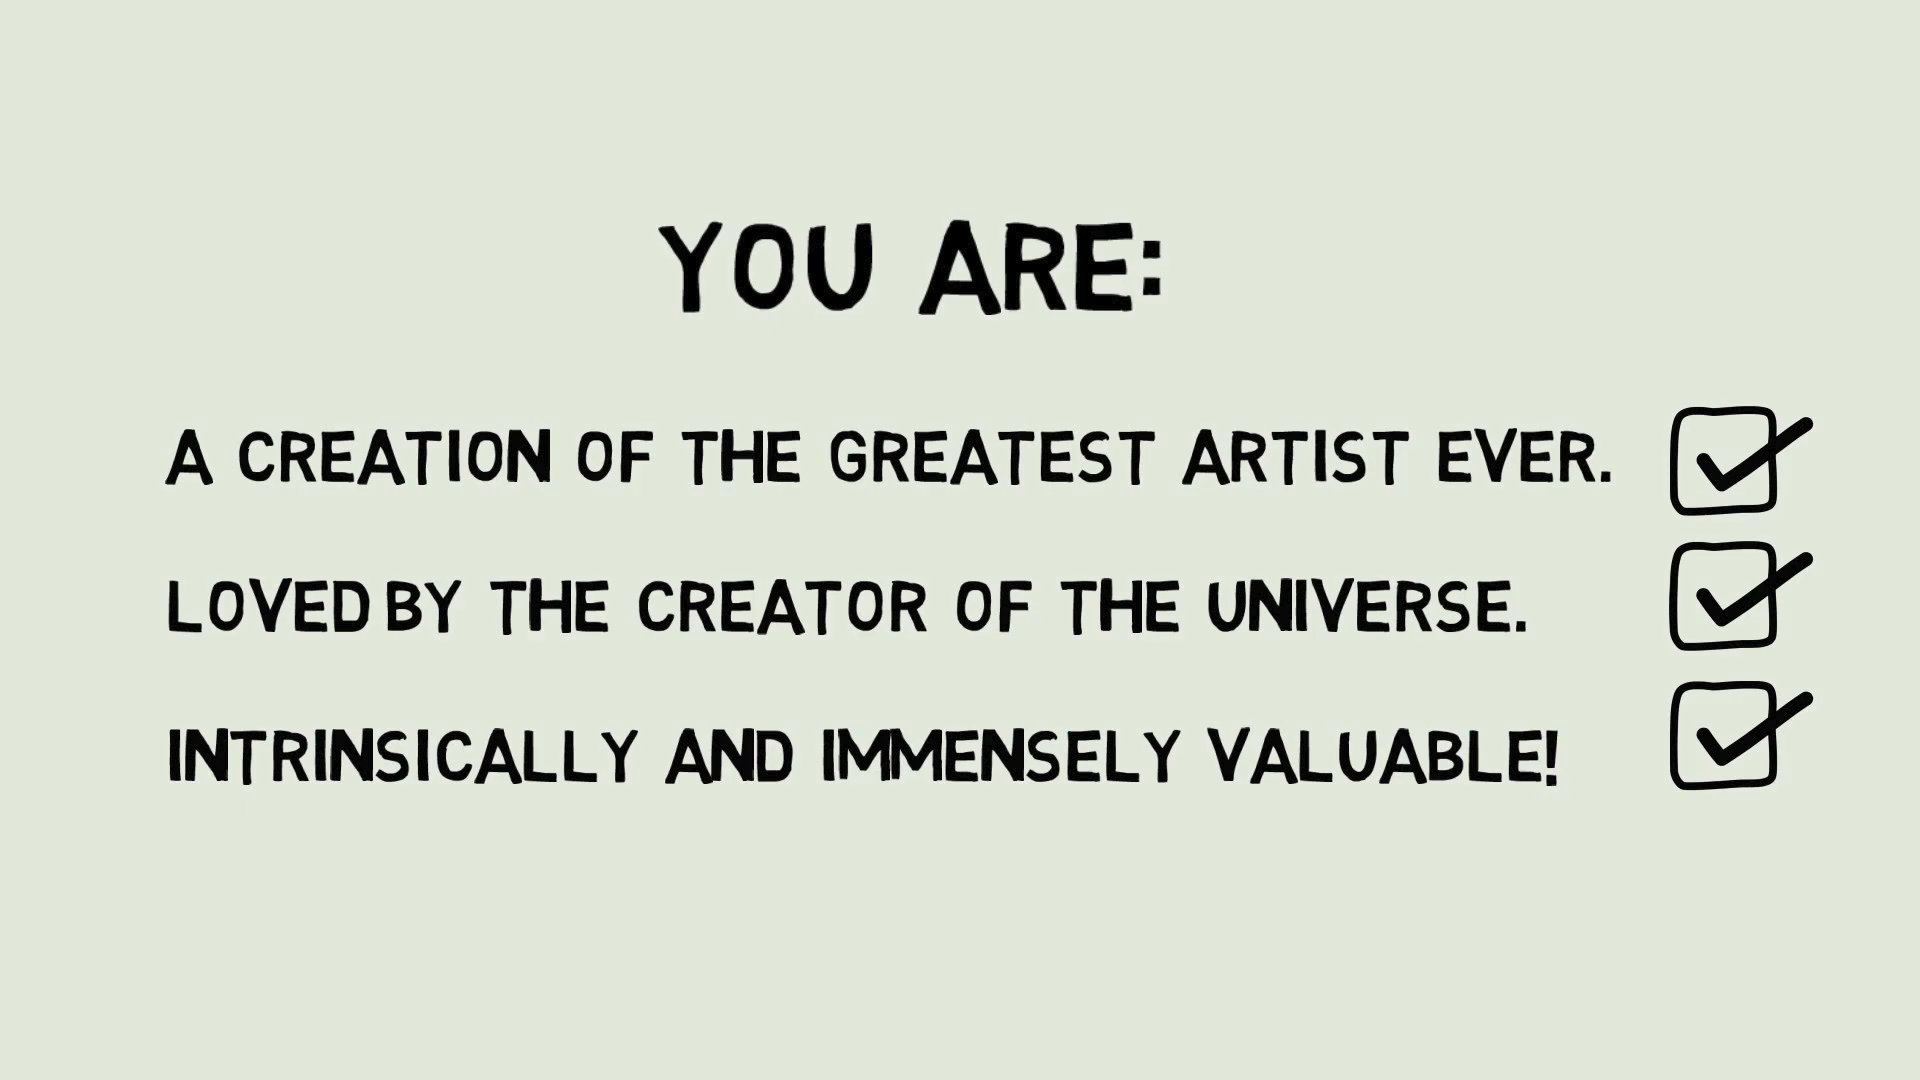 YOU ARE:
A CREATION OF THE GREATEST ARTIST EVER.
LOVED BY THE CREATOR OF THE UNIVERSE.
INTRINSICALLY AND IMMENSELY VALUABLE!